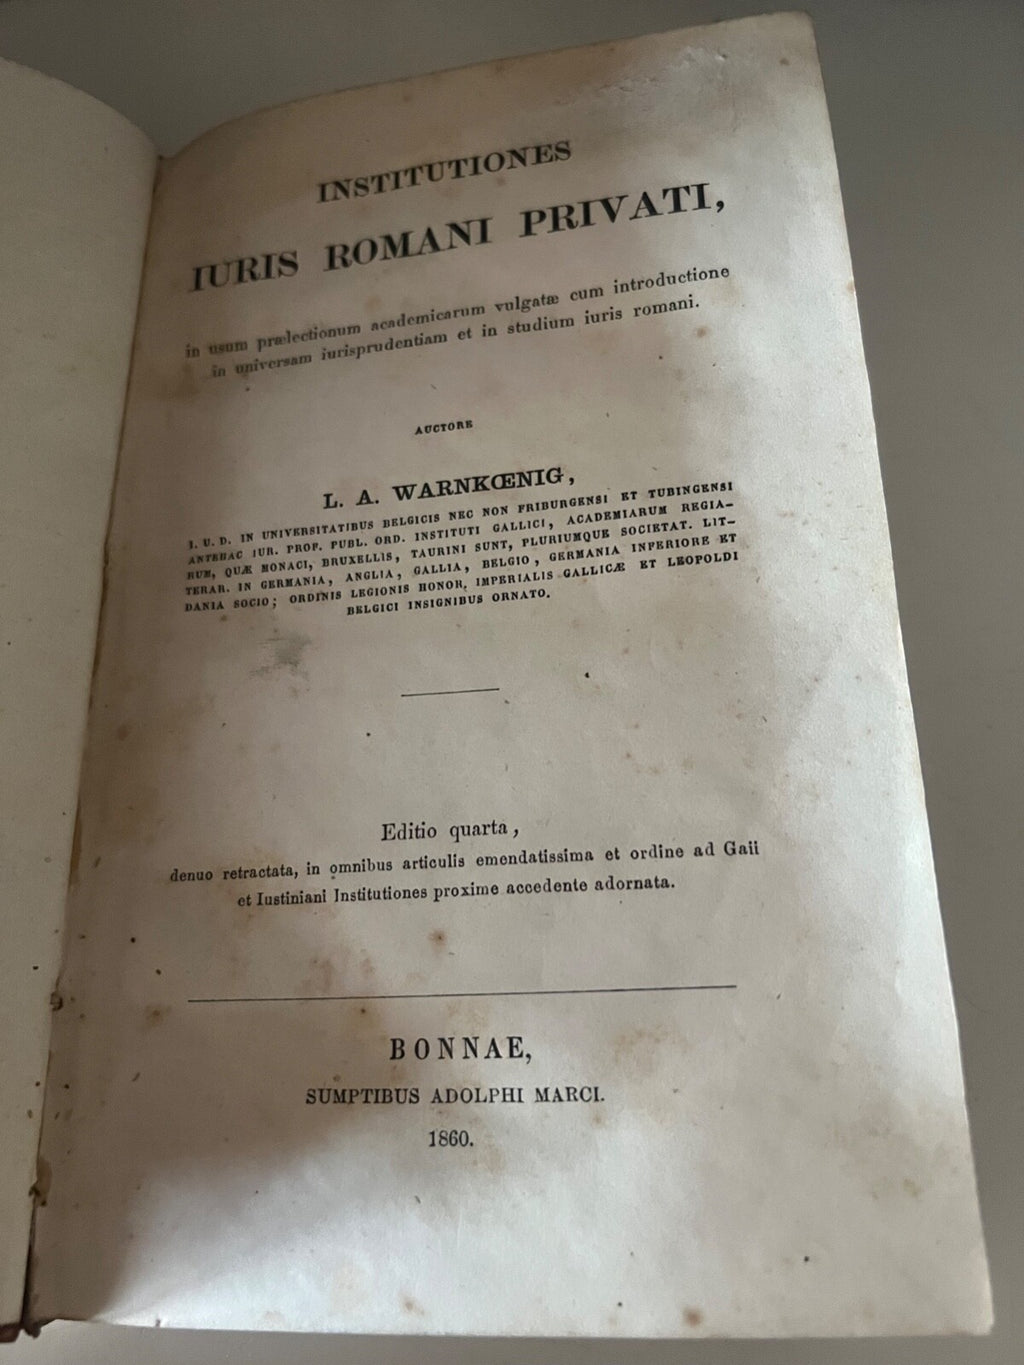 INSTITUTIONES
IURIS ROMANI PRIVATI,
in usum prælectionum academicarum vulgatæ cum introductione
in universam iurisprudentiam et in studium iuris romani.
AUCTORE
L. A. WARNKŒNIG,
I. U. D. IN UNIVERSITATIBUS BELGICIS NEC NON FRIBURGENSI ET TUBINGENSI
ANTEHAC IUR. PROF. PUBL. ORD. INSTITUTI GALLICI, ACADEMIARUM REGIA-
RUM, QUÆ MONACI, BRUXELLIS, TAURINI SUNT, PLURIUMQUE SOCIETAT. LIT-
TERAR. IN GERMANIA, ANGLIA, GALLIA, BELGIO, GERMANIA INFERIORE ET
DANIA SOCIO; ORDINIS LEGIONIS HONOR. IMPERIALIS GALLICÆ ET LEOPOLDI
BELGICI INSIGNIBUS ORNATO.
Editio quarta,
denuo retractata, in omnibus articulis emendatissima et ordine ad Gaii
et Iustiniani Institutiones proxime accedente adornata.
BONNAE,
SUMPTIBUS ADOLPHI MARCI.
1860.